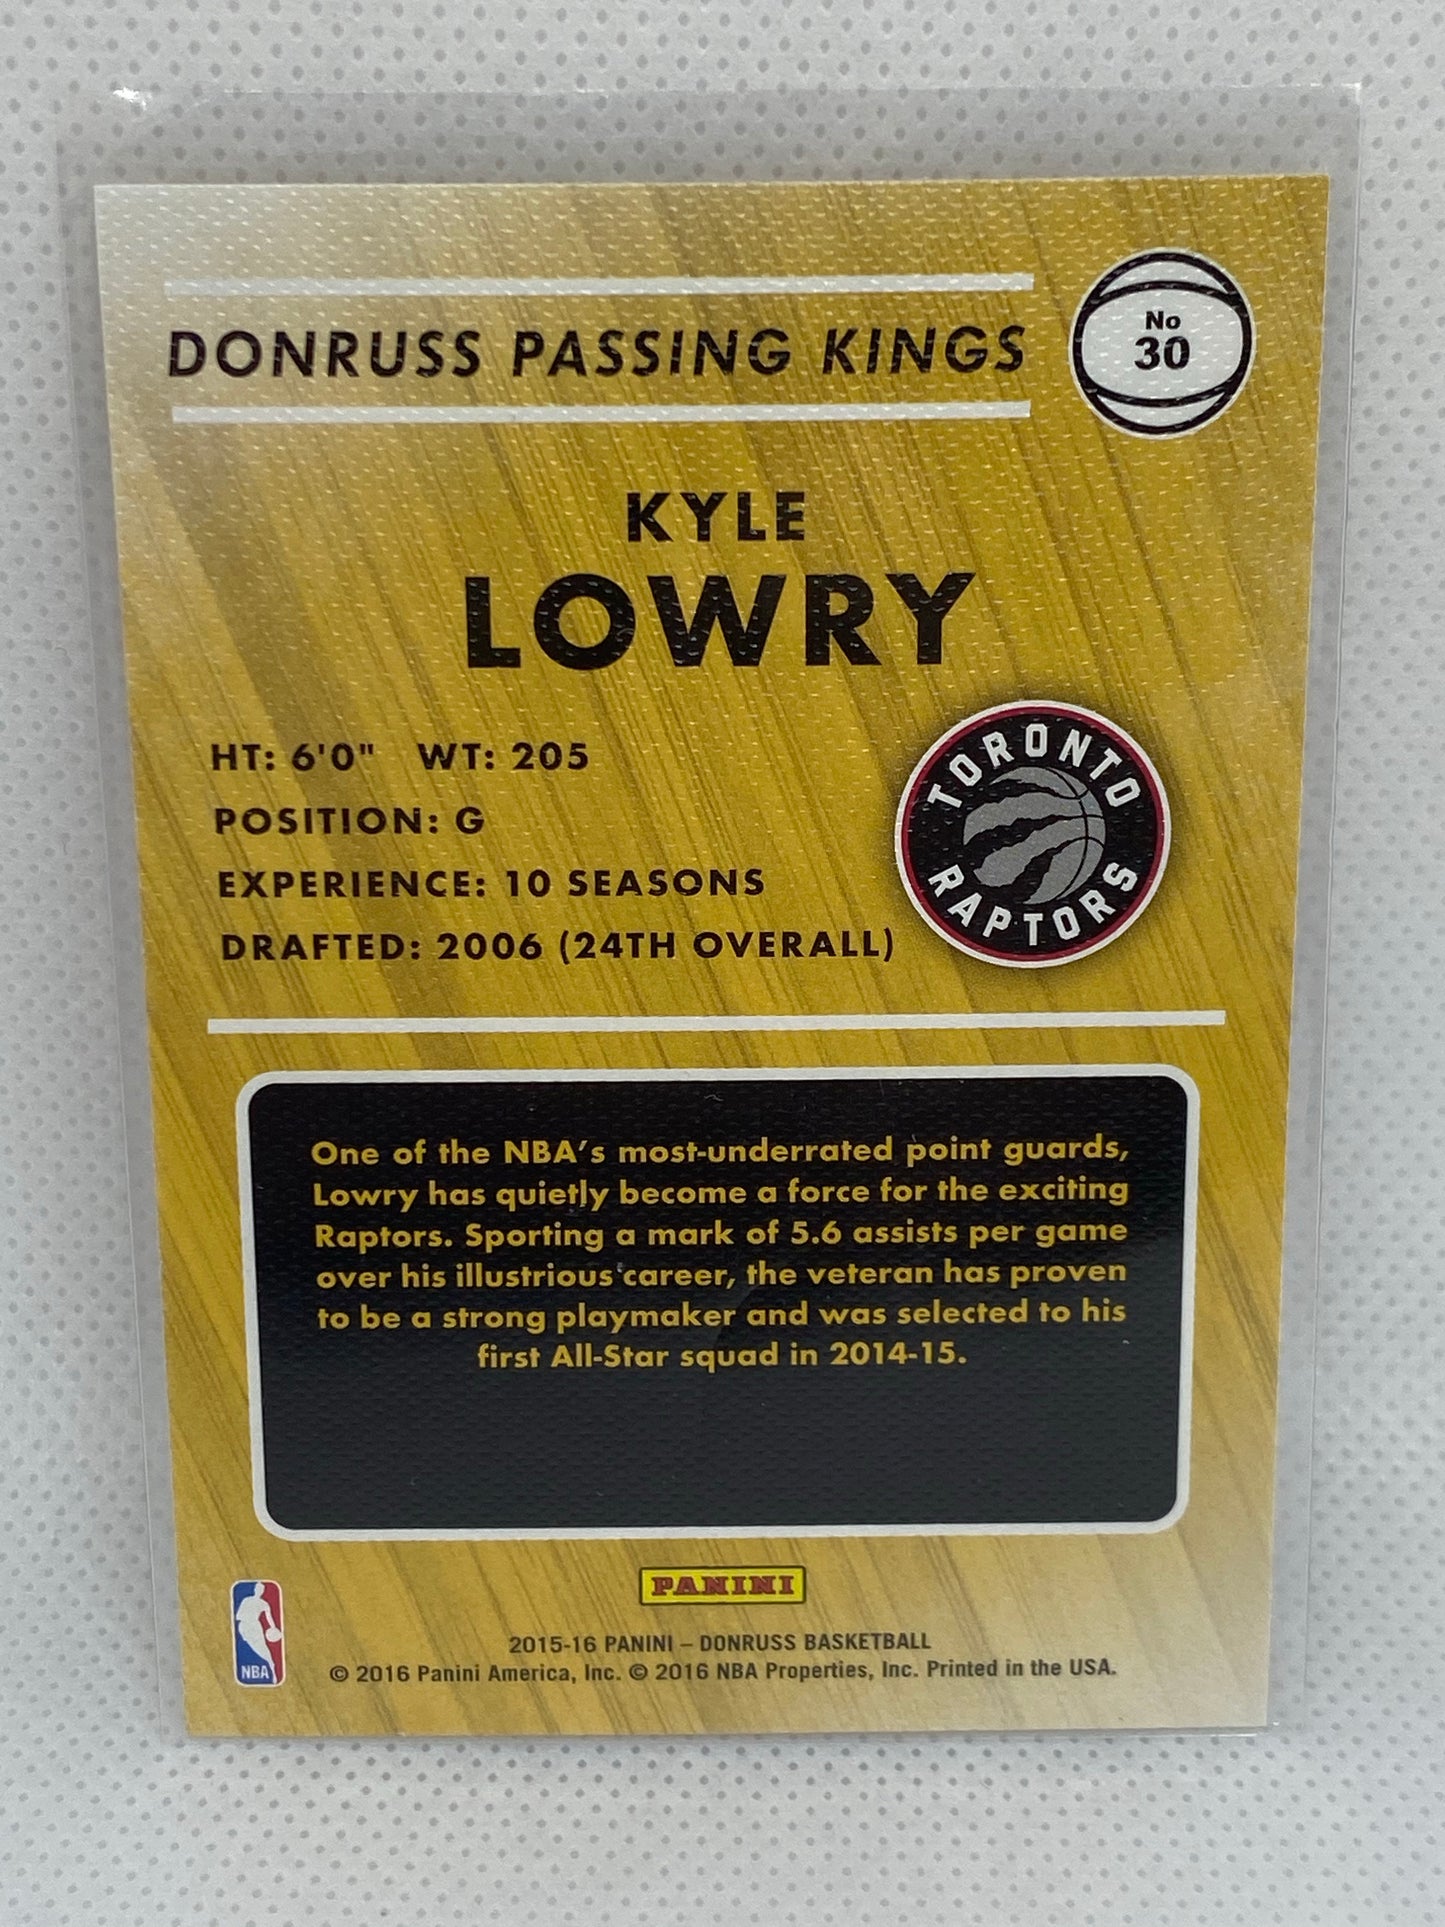 DONRUSS PASSING KINGS
No
30
KYLE
LOWRY
HT: 6'0" WT: 205
POSITION: G
EXPERIENCE: 10 SEASONS
DRAFTED: 2006 (24TH OVERALL)
TORONTO
RAPTORS
One of the NBA's most-underrated point guards,
Lowry has quietly become a force for the exciting
Raptors. Sporting a mark of 5.6 assists per game
over his illustrious career, the veteran has proven
to be a strong playmaker and was selected to his
first All-Star squad in 2014-15.
PANINI
NBA
2015-16 PANINI – DONRUSS BASKETBALL
© 2016 Panini America, Inc. © 2016 NBA Properties, Inc. Printed in the USA.